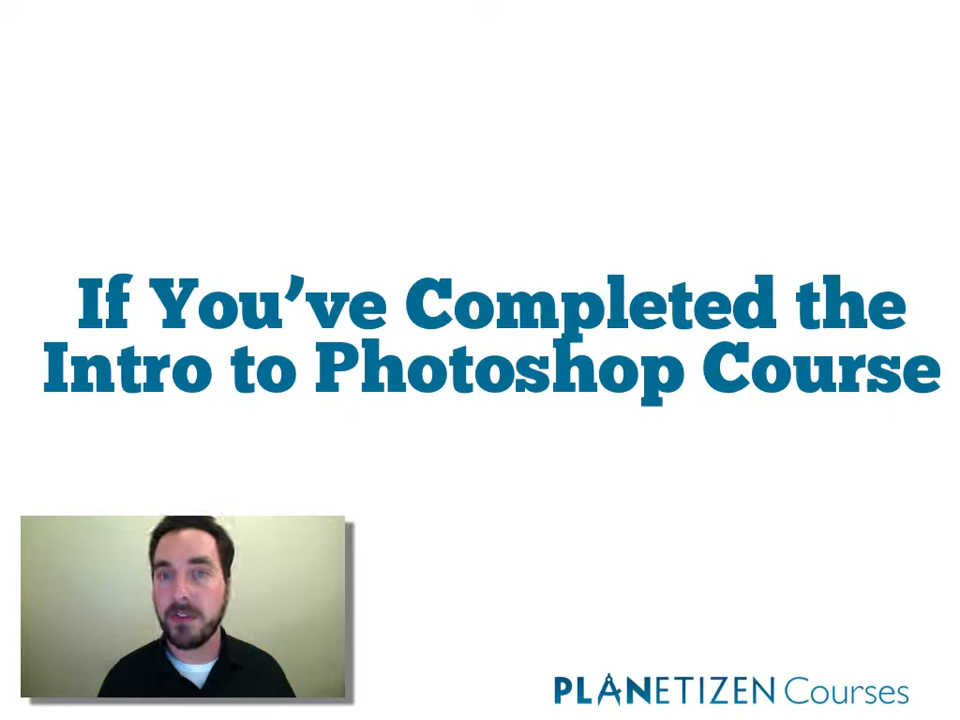 If You’ve Completed the
Intro to Photoshop Course
PLANETIZEN Courses